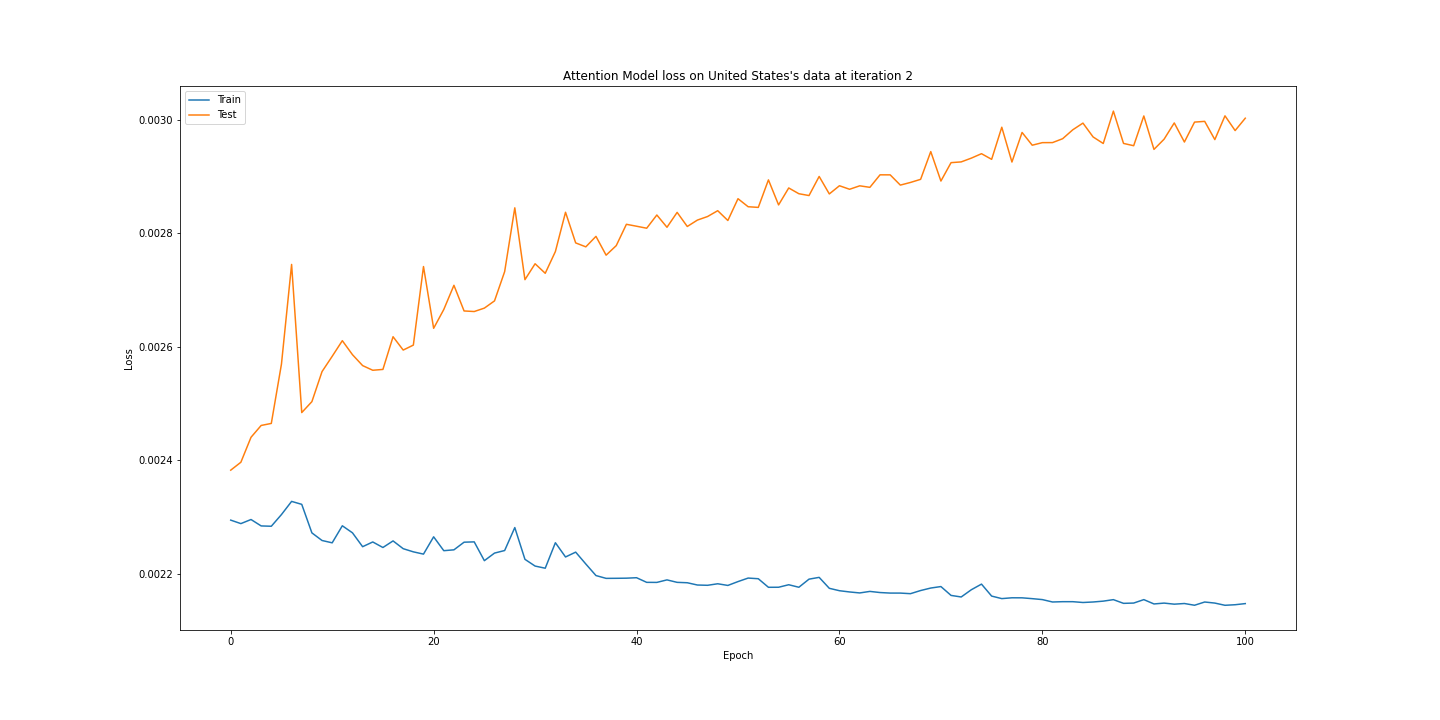 Attention Model loss on United States's data at iteration 2
Train
Test
0.0030
0.0028
0.0026
0.0024
0.0022
Loss
0
20
40
60
80
100
Epoch